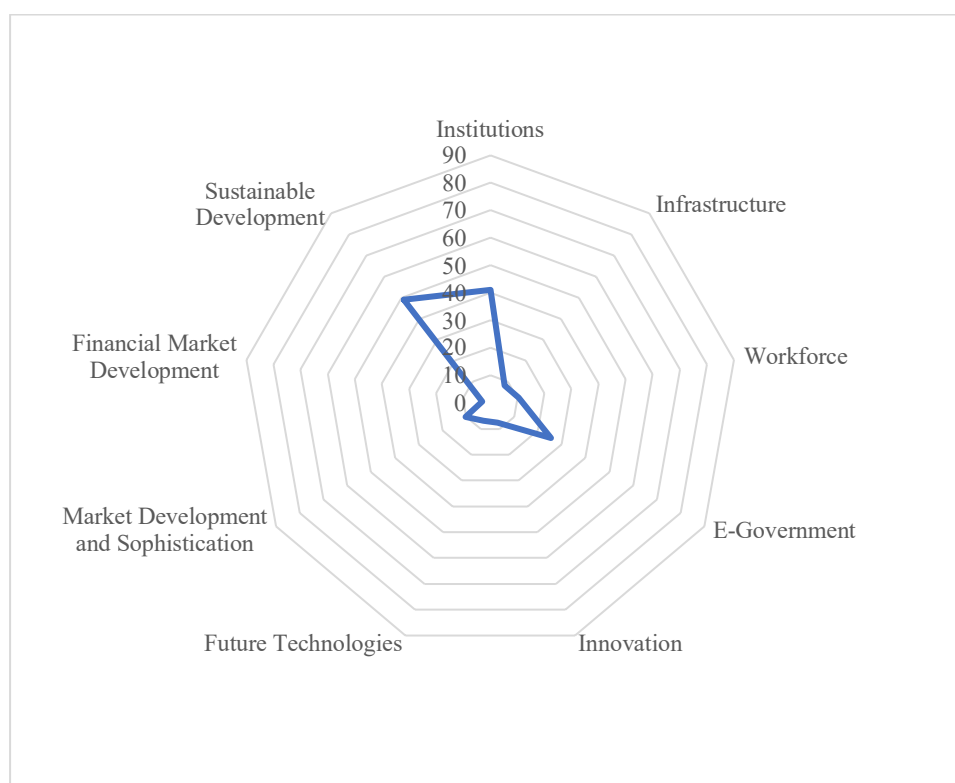 Institutions
90
80
70
60
50
40
30
20
10
0
Infrastructure
Workforce
E-Government
Innovation
Future Technologies
Market Development
and Sophistication
Financial Market
Development
Sustainable
Development